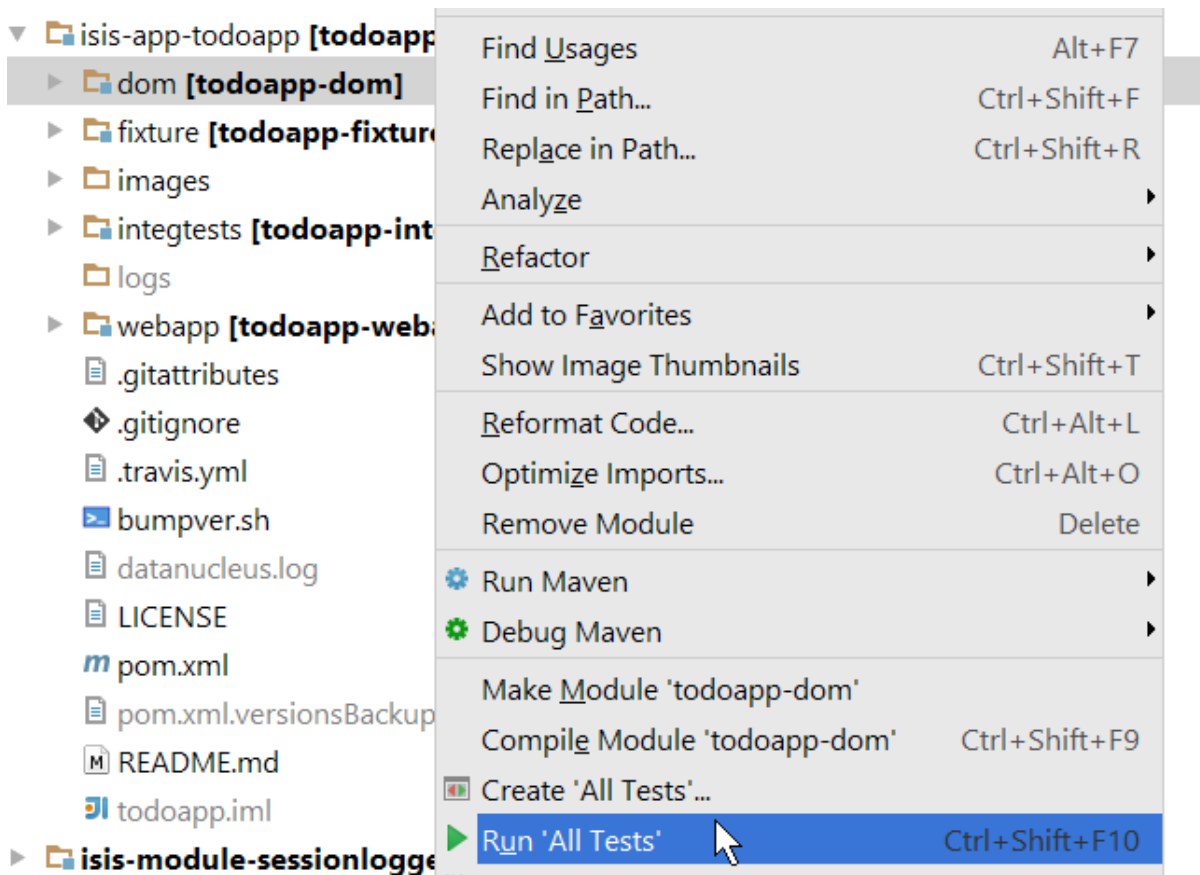 isis-app-todoapp [todoapp
dom [todoapp-dom]
fixture [todoapp-fixture
images
integtests [todoapp-int
logs
webapp [todoapp-weba
.gitattributes
.gitignore
.travis.yml
bumpver.sh
datanucleus.log
LICENSE
pom.xml
pom.xml.versionsBackup
README.md
todoapp.iml
isis-module-sessionlogge
Find Usages Alt+F7
Find in Path... Ctrl+Shift+F
Replace in Path... Ctrl+Shift+R
Analyze
Refactor
Add to Favorites
Show Image Thumbnails Ctrl+Shift+T
Reformat Code... Ctrl+Alt+L
Optimize Imports... Ctrl+Alt+O
Remove Module Delete
Run Maven
Debug Maven
Make Module 'todoapp-dom'
Compile Module 'todoapp-dom' Ctrl+Shift+F9
Create 'All Tests'...
Run 'All Tests' Ctrl+Shift+F10